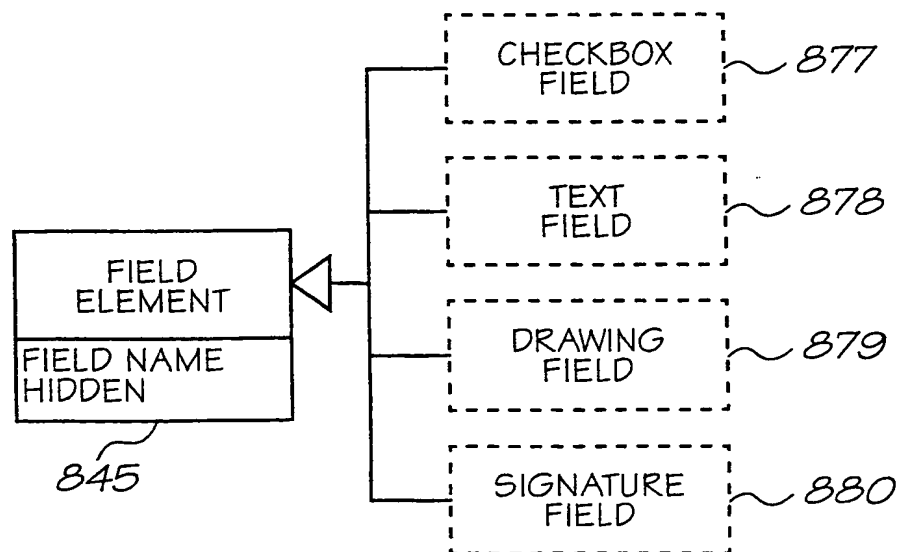 CHECKBOX
FIELD
877
TEXT
FIELD
878
FIELD
ELEMENT
FIELD NAME
HIDDEN
845
DRAWING
FIELD
879
SIGNATURE
FIELD
880